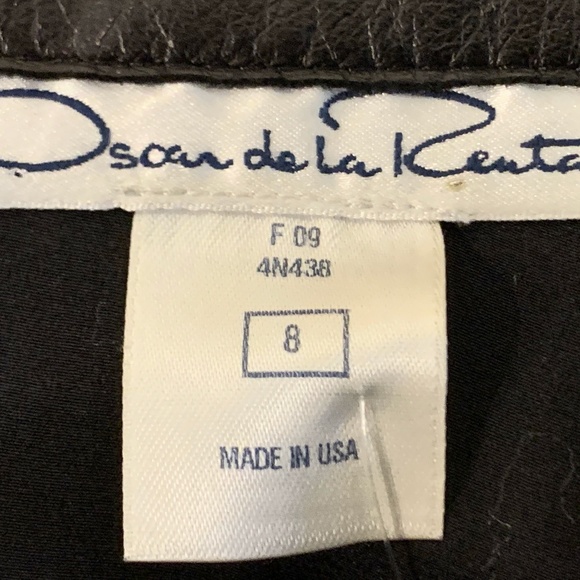 Oscar de la Renta
F 09
4N438
8
MADE IN USA